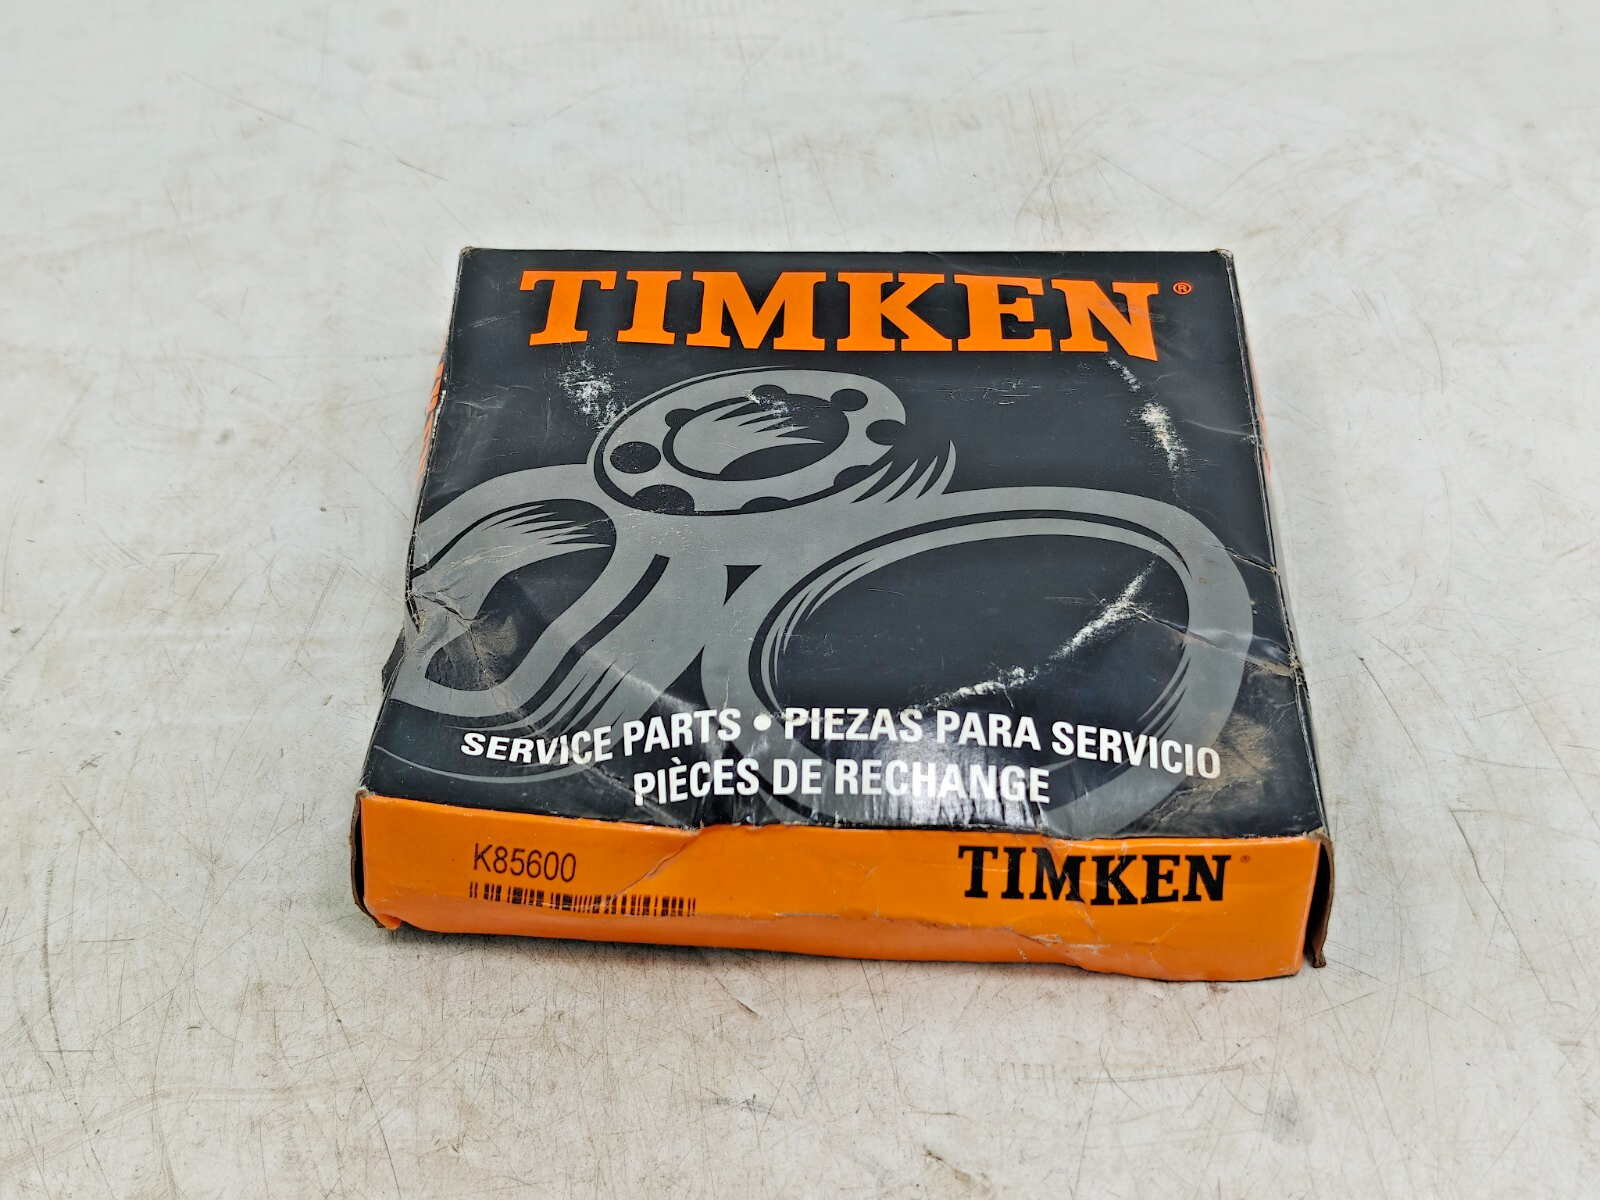 TIMKEN®
SERVICE PARTS • PIEZAS PARA SERVICIO
PIÈCES DE RECHANGE
K85600
TIMKEN®